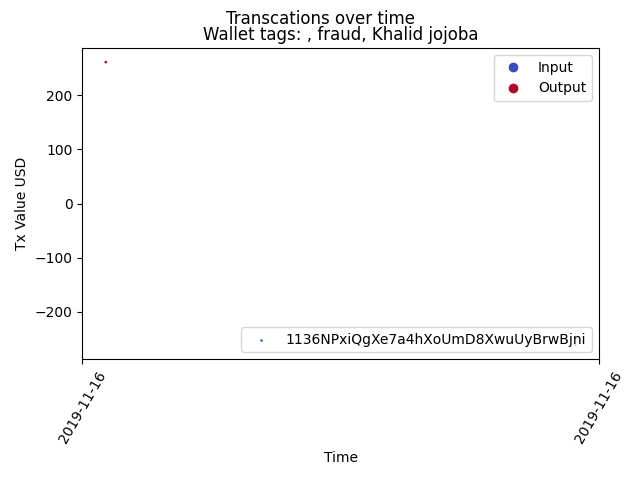 Transcations over time
Wallet tags: , fraud, Khalid jojoba
Input
Output
Tx Value USD
200
100
0
−100
−200
1136NPxiQgXe7a4hXoUmD8XwuUyBrwBjni
2019-11-16
2019-11-16
Time